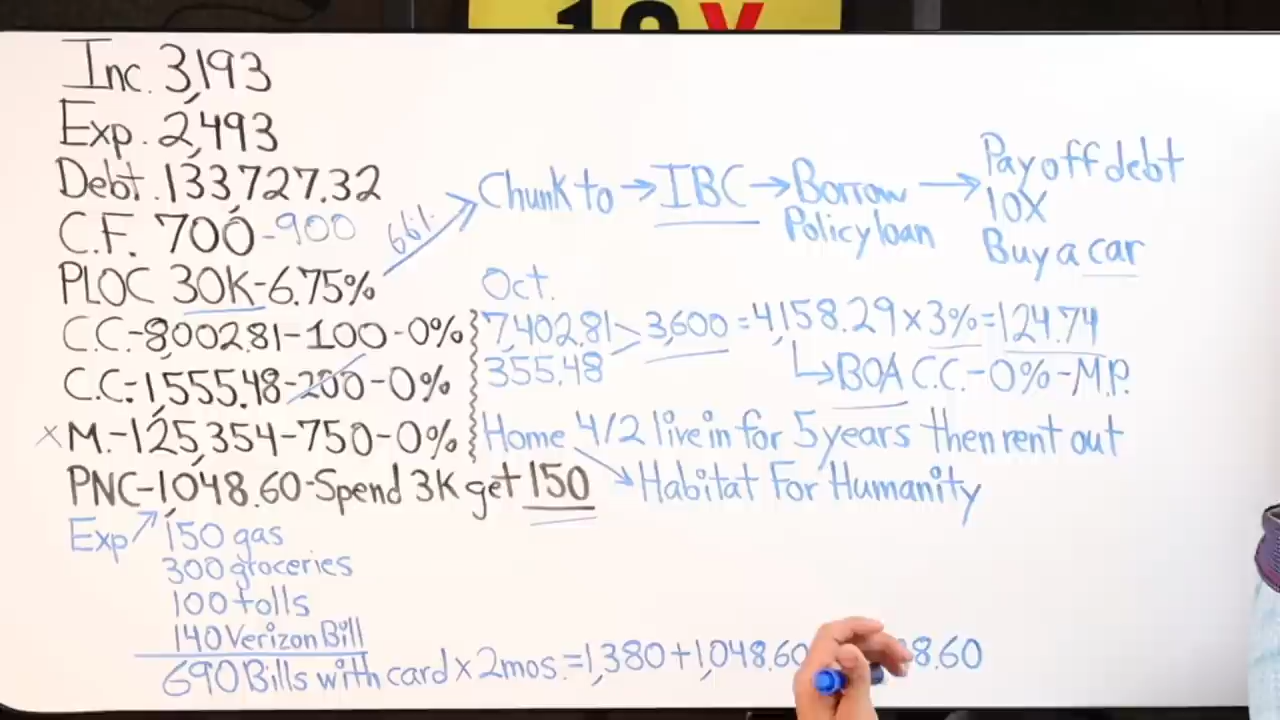 Inc. 3,193
Exp. 2,493
Debt. 133,727.32
C.F. 700-900
PLOC 30K-6.75%
C.C.-8,002.81-100-0%
C.C.-1,555.48-200-0%
x M.-125,354-750-0%
PNC-1,048.60-Spend 3K get 150
Chunk to → IBC → Borrow Policy loan → Pay off debt
10X
Buy a car
Oct.
7,402.81
355.48
3,600 = 4,158.29 x 3% = 124.74
BOA C.C.-0%-M.P.
Home 4/2 live in for 5 years then rent out
Habitat For Humanity
Exp 150 gas
300 groceries
100 tolls
140 Verizon Bill
690 Bills with card x 2mos. = 1,380 + 1,048.60 8.60